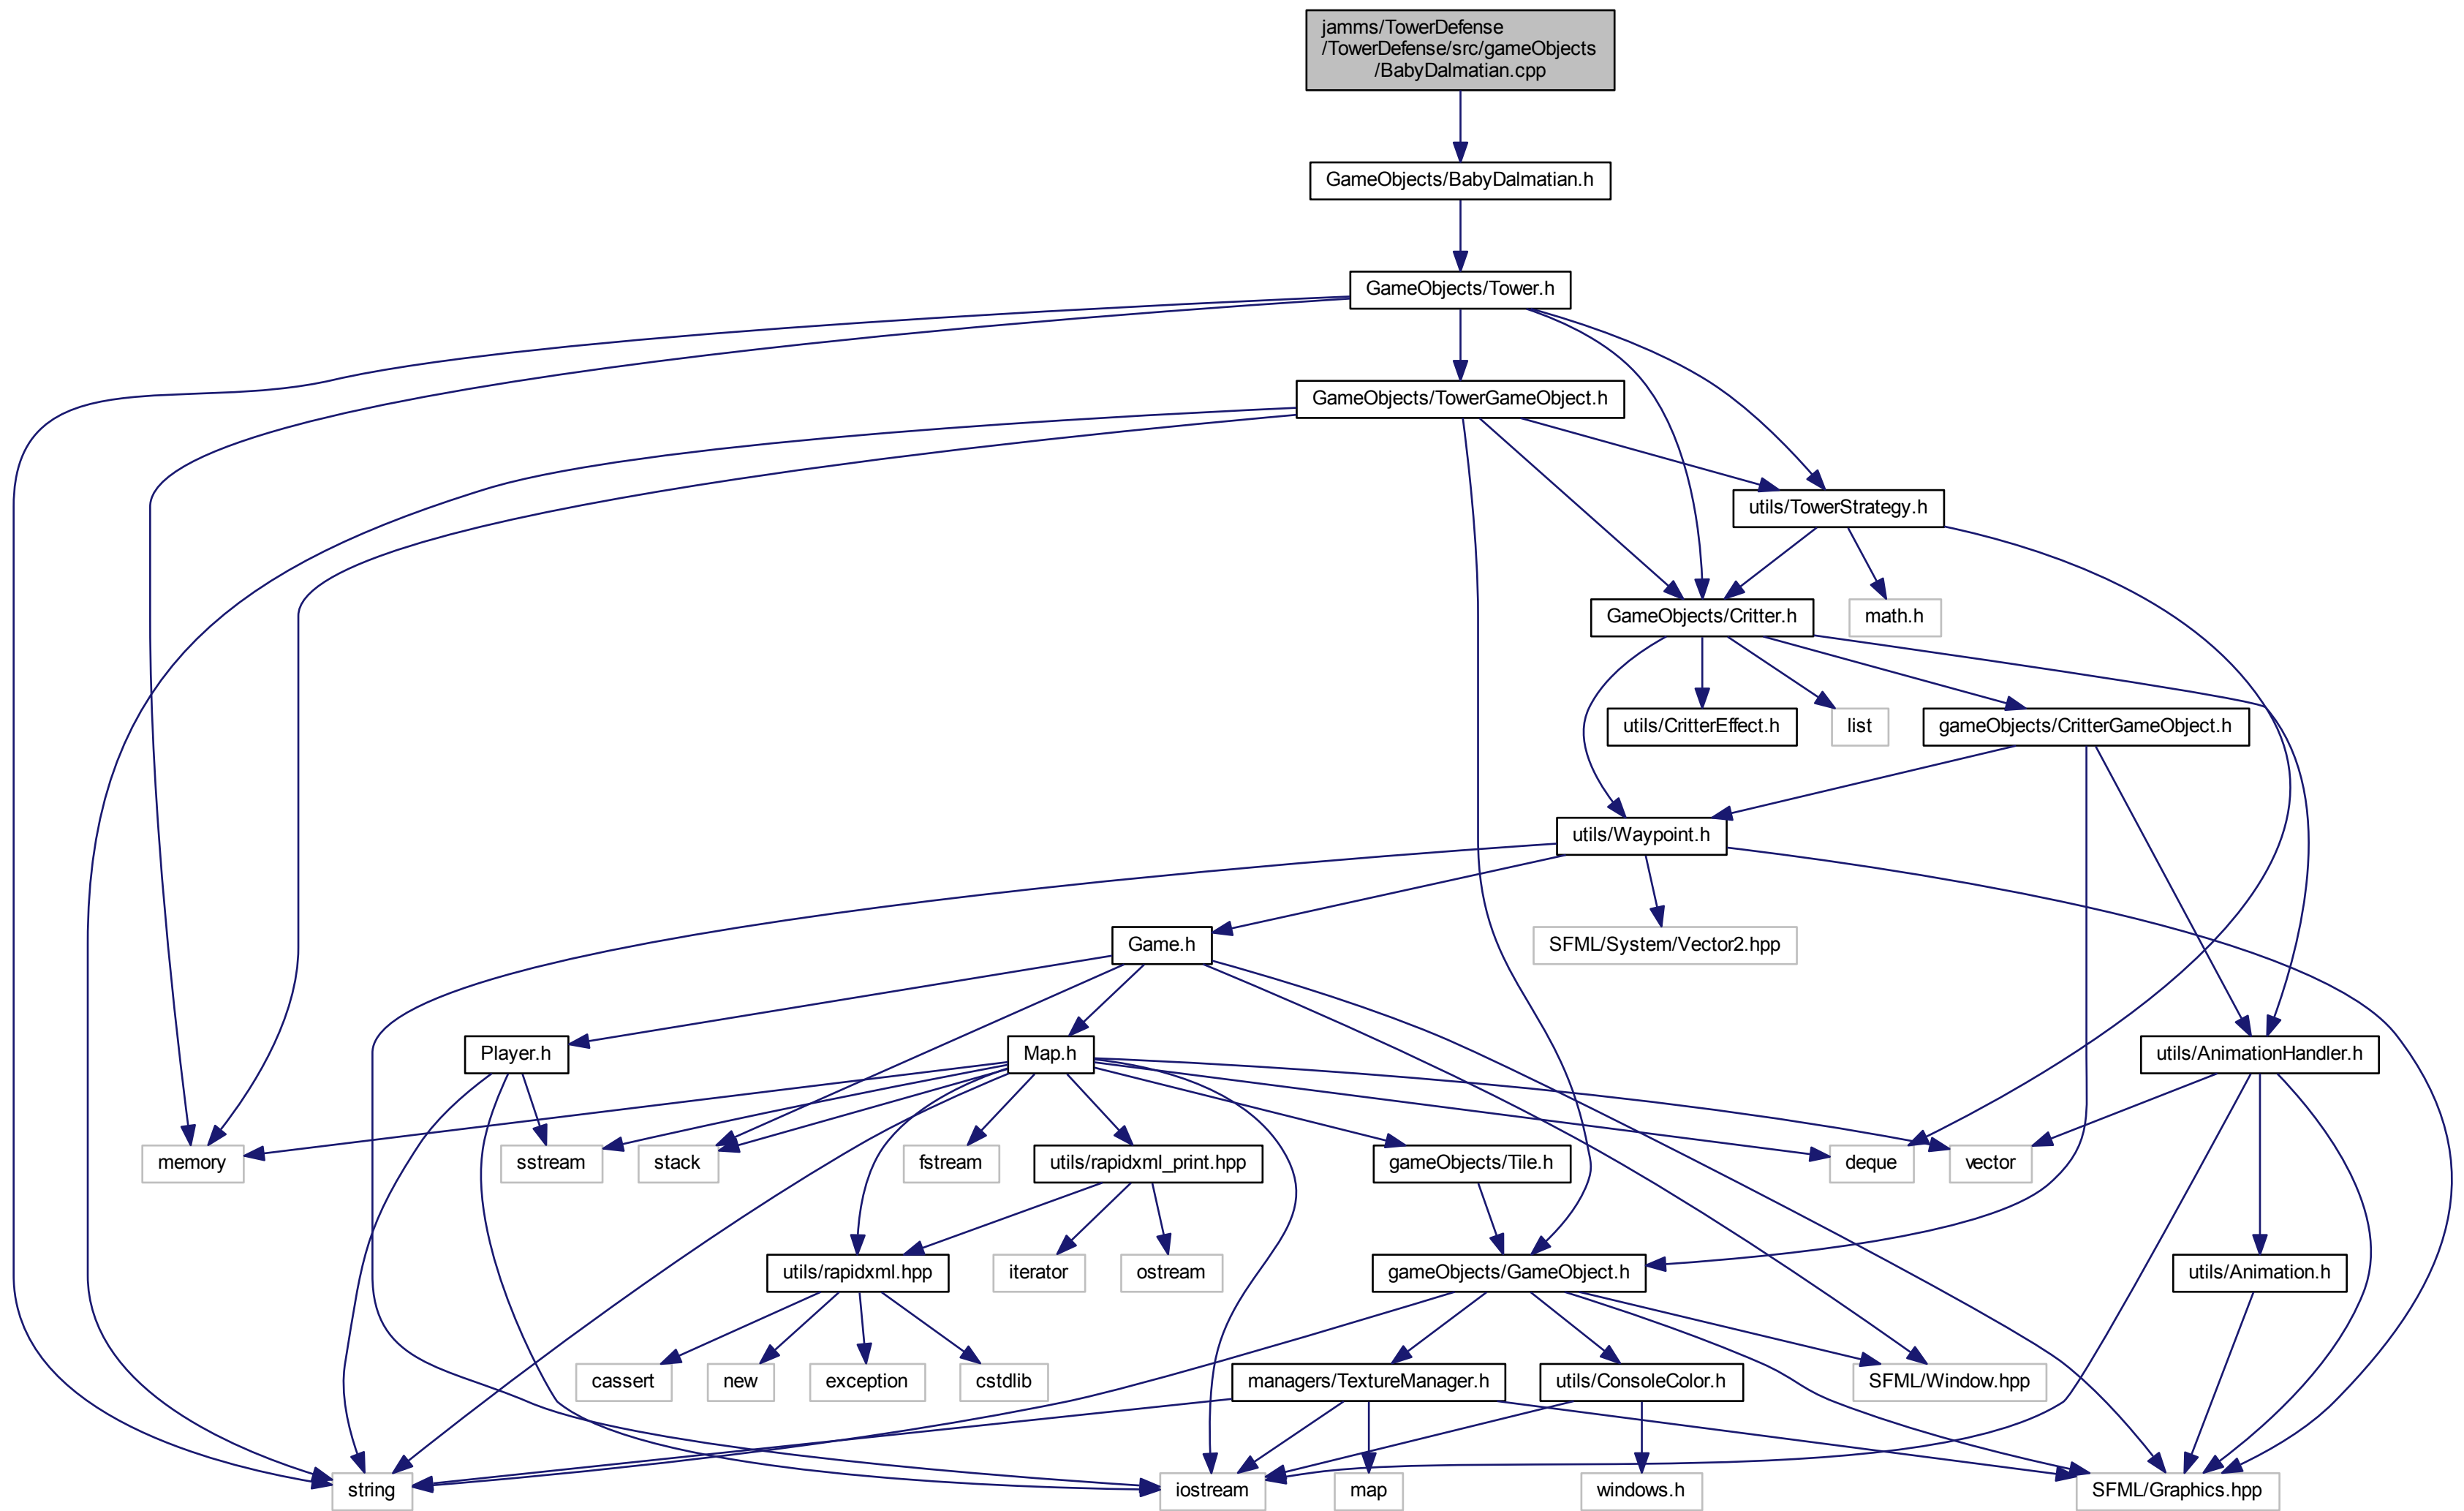 jamms/TowerDefense
/TowerDefense/src/gameObjects
/BabyDalmatian.cpp
GameObjects/BabyDalmatian.h
GameObjects/Tower.h
GameObjects/TowerGameObject.h
utils/TowerStrategy.h
GameObjects/Critter.h
math.h
utils/CritterEffect.h
list
gameObjects/CritterGameObject.h
utils/Waypoint.h
Game.h
SFML/System/Vector2.hpp
Player.h
Map.h
utils/AnimationHandler.h
memory
sstream
stack
fstream
utils/rapidxml_print.hpp
gameObjects/Tile.h
deque
vector
utils/rapidxml.hpp
iterator
ostream
gameObjects/GameObject.h
utils/Animation.h
cassert
new
exception
cstdlib
managers/TextureManager.h
utils/ConsoleColor.h
SFML/Window.hpp
string
iostream
map
windows.h
SFML/Graphics.hpp